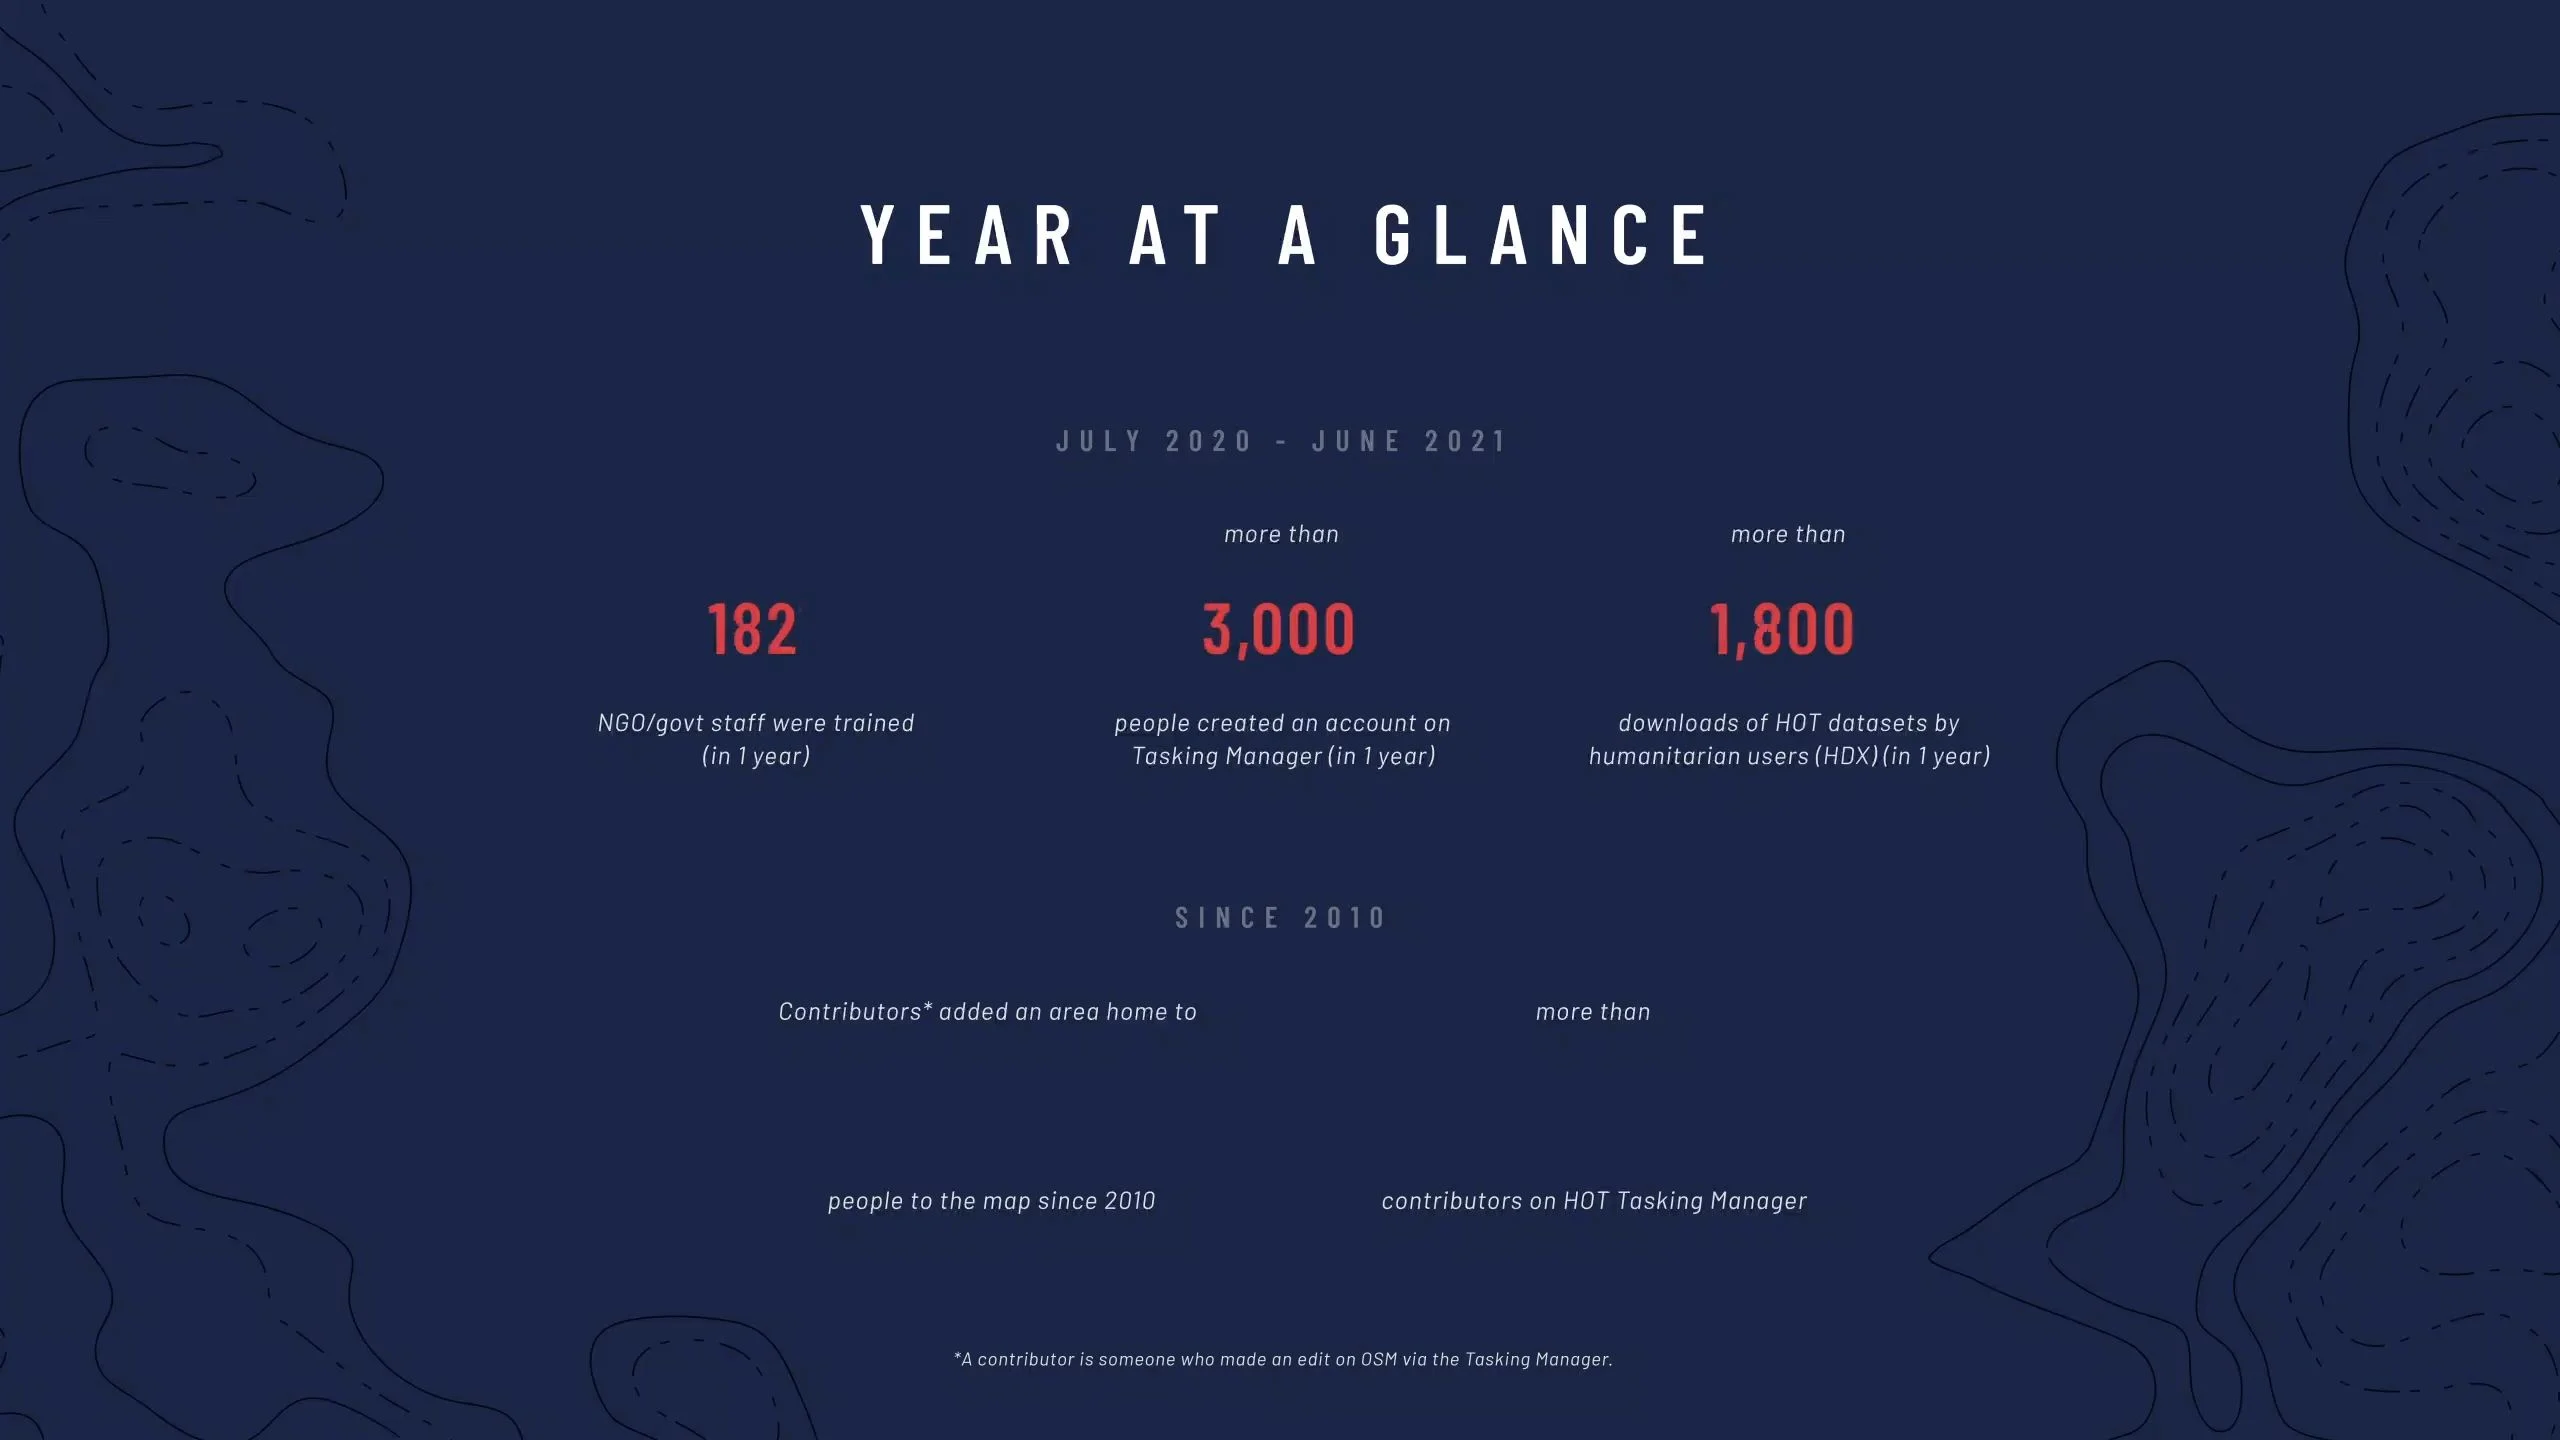 YEAR AT A GLANCE
JULY 2020 - JUNE 2021
more than
more than
182
3,000
1,800
NGO/govt staff were trained
(in 1 year)
people created an account on
Tasking Manager (in 1 year)
downloads of HOT datasets by
humanitarian users (HDX) (in 1 year)
SINCE 2010
Contributors* added an area home to
more than
people to the map since 2010
contributors on HOT Tasking Manager
*A contributor is someone who made an edit on OSM via the Tasking Manager.